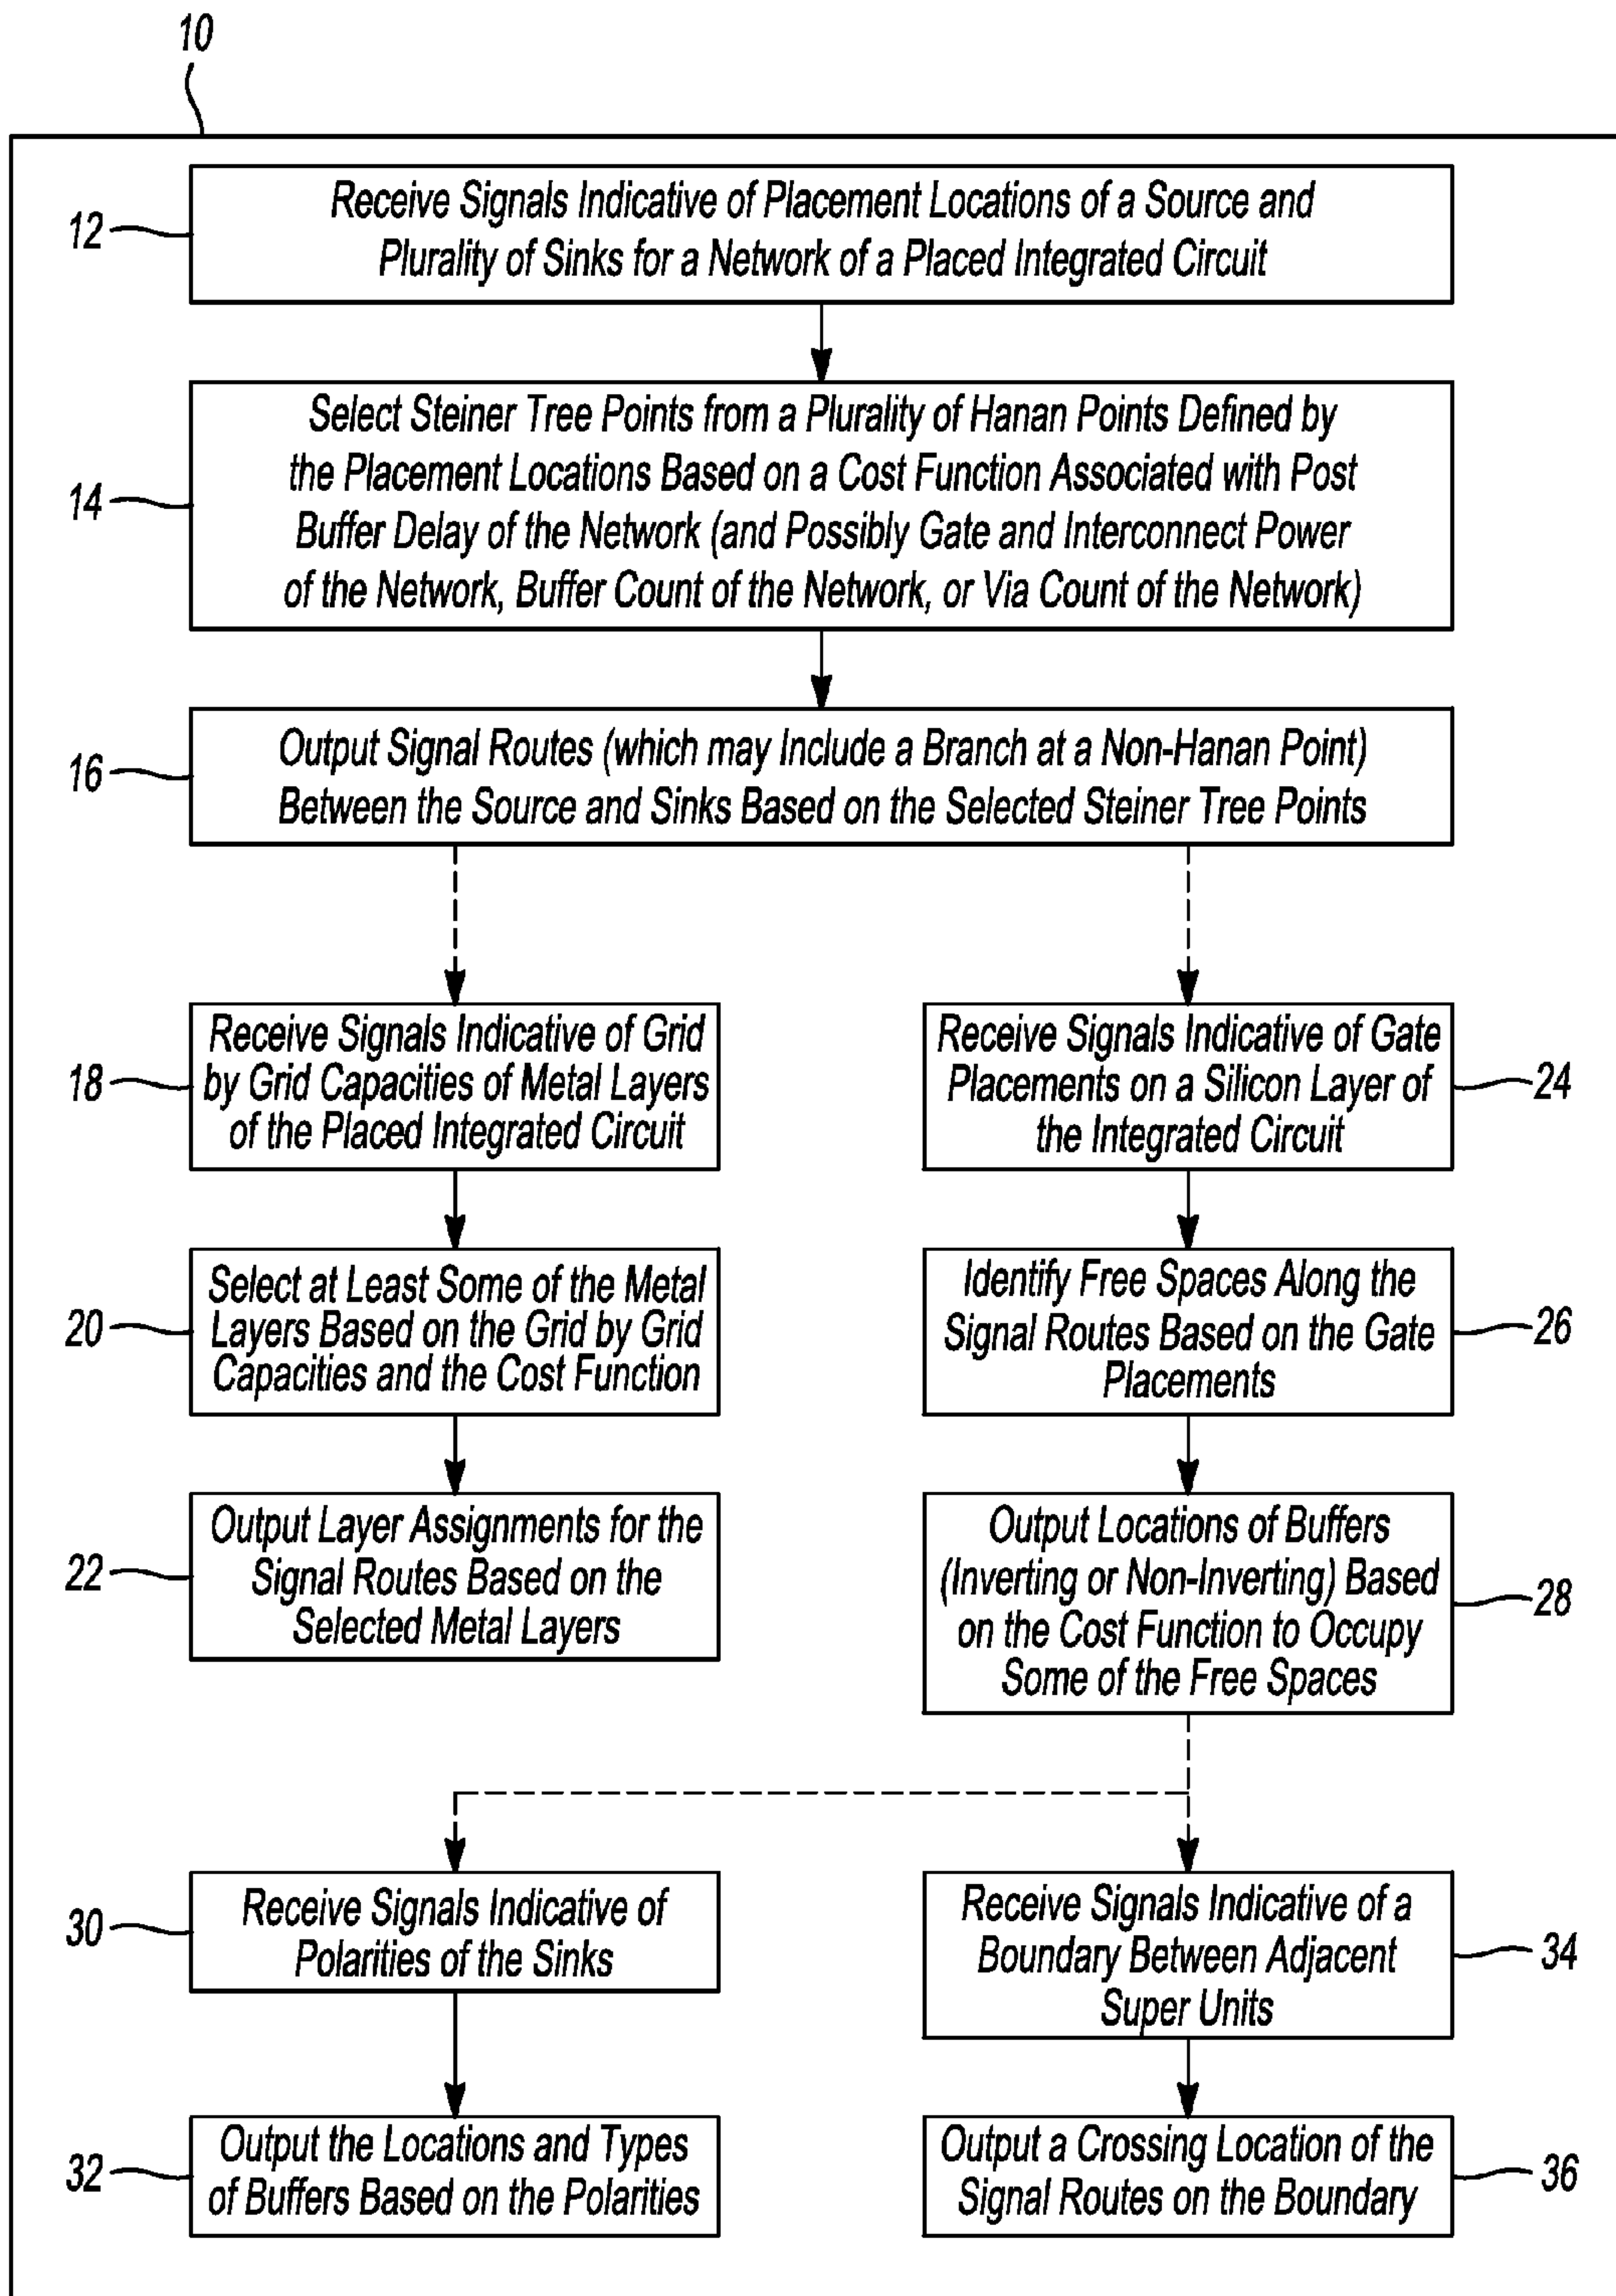 10
12
Receive Signals Indicative of Placement Locations of a Source and
Plurality of Sinks for a Network of a Placed Integrated Circuit
14
Select Steiner Tree Points from a Plurality of Hanan Points Defined by
the Placement Locations Based on a Cost Function Associated with Post
Buffer Delay of the Network (and Possibly Gate and Interconnect Power
of the Network, Buffer Count of the Network, or Via Count of the Network)
16
Output Signal Routes (which may Include a Branch at a Non-Hanan Point)
Between the Source and Sinks Based on the Selected Steiner Tree Points
18
Receive Signals Indicative of Grid
by Grid Capacities of Metal Layers
of the Placed Integrated Circuit
Receive Signals Indicative of Gate
Placements on a Silicon Layer of
the Integrated Circuit
24
20
Select at Least Some of the Metal
Layers Based on the Grid by Grid
Capacities and the Cost Function
Identify Free Spaces Along the
Signal Routes Based on the Gate
Placements
26
22
Output Layer Assignments for the
Signal Routes Based on the
Selected Metal Layers
Output Locations of Buffers
(Inverting or Non-Inverting) Based
on the Cost Function to Occupy
Some of the Free Spaces
28
30
Receive Signals Indicative of
Polarities of the Sinks
Receive Signals Indicative of a
Boundary Between Adjacent
Super Units
34
32
Output the Locations and Types
of Buffers Based on the Polarities
Output a Crossing Location of the
Signal Routes on the Boundary
36